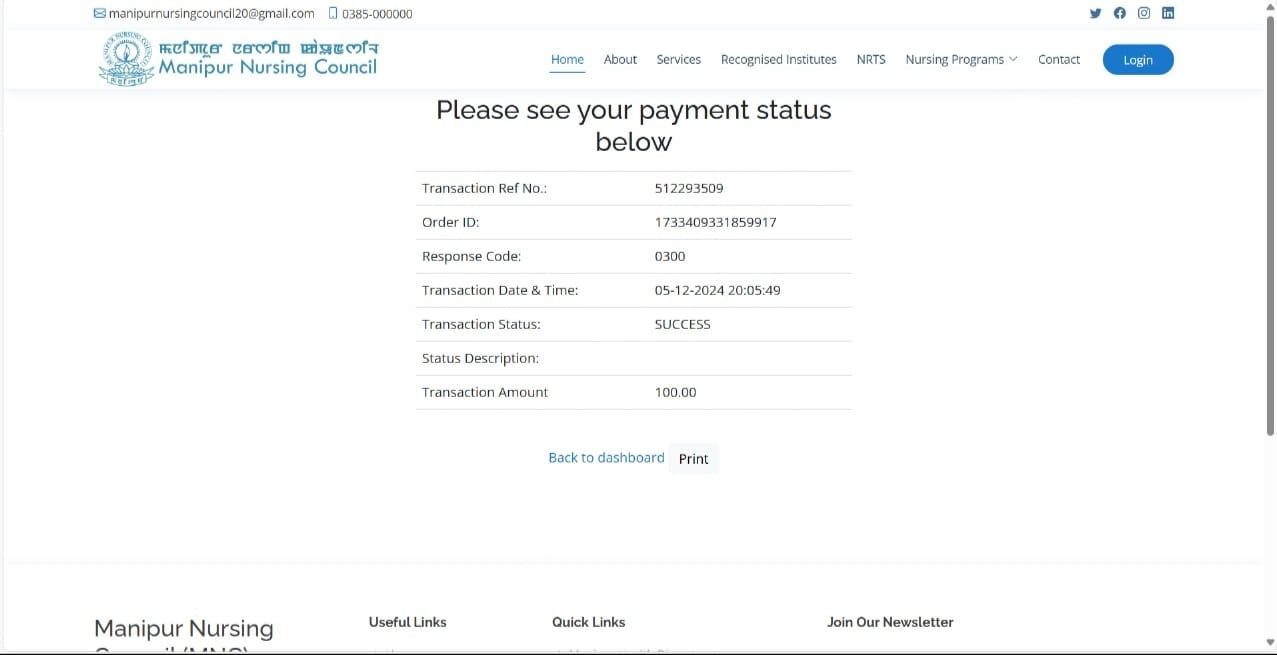 manipurnursingcouncil20@gmail.com 0385-000000
Manipur Nursing Council
Home About Services Recognised Institutes NRTS Nursing Programs Contact Login
Please see your payment status
below
Transaction Ref No.: 512293509
Order ID: 1733409331859917
Response Code: 0300
Transaction Date & Time: 05-12-2024 20:05:49
Transaction Status: SUCCESS
Status Description:
Transaction Amount 100.00
Back to dashboard Print
Manipur Nursing
Useful Links
Quick Links
Join Our Newsletter